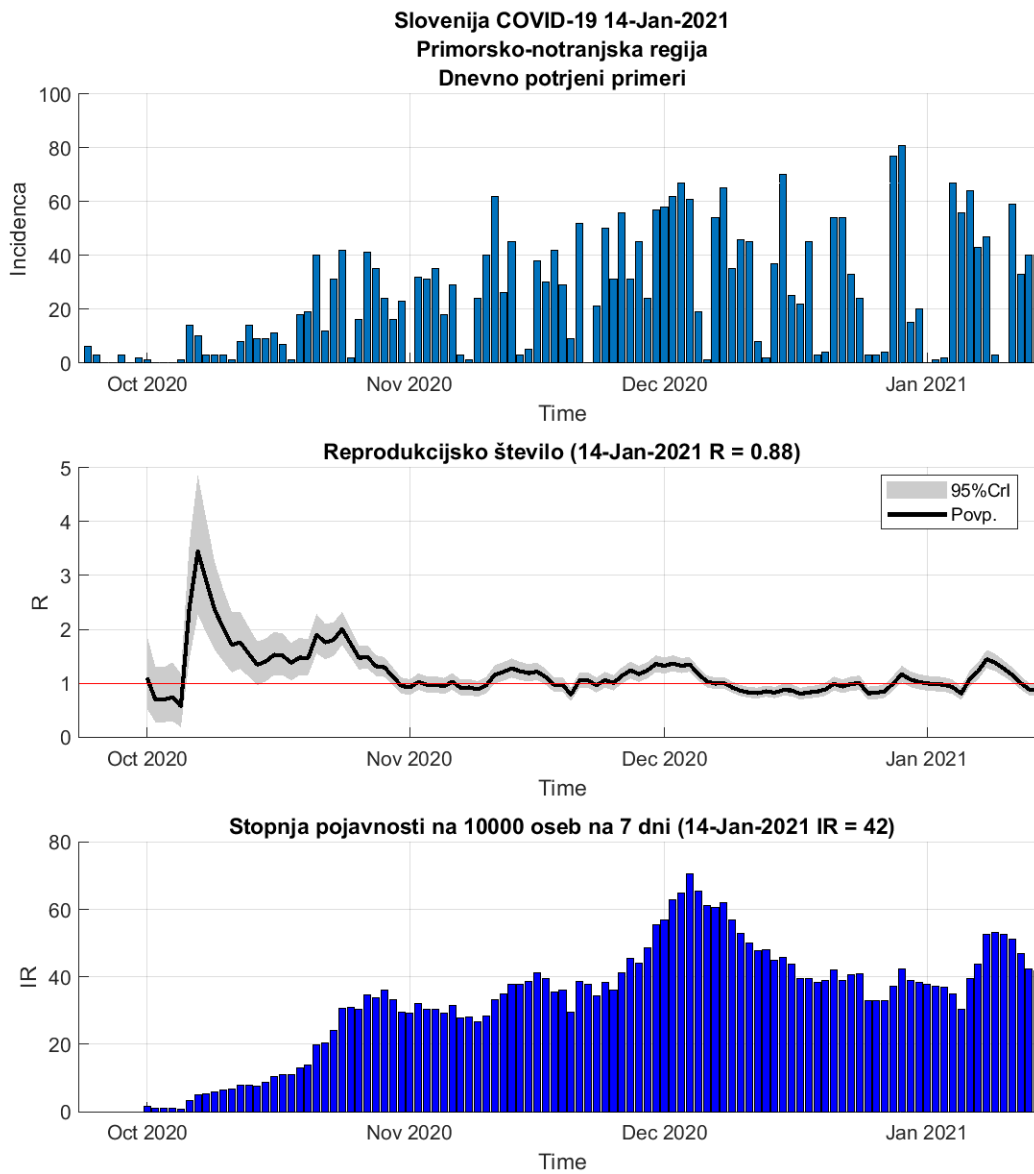 Slovenija COVID-19 14-Jan-2021
Primorsko-notranjska regija
Dnevno potrjeni primeri
100
80
60
40
20
0
Incidenca
Oct 2020 Nov 2020 Dec 2020 Jan 2021
Time
Reprodukcijsko število (14-Jan-2021 R = 0.88)
5
4
3
2
1
0
R
95%CrI
Povp.
Oct 2020 Nov 2020 Dec 2020 Jan 2021
Time
Stopnja pojavnosti na 10000 oseb na 7 dni (14-Jan-2021 IR = 42)
80
60
40
20
0
IR
Oct 2020 Nov 2020 Dec 2020 Jan 2021
Time